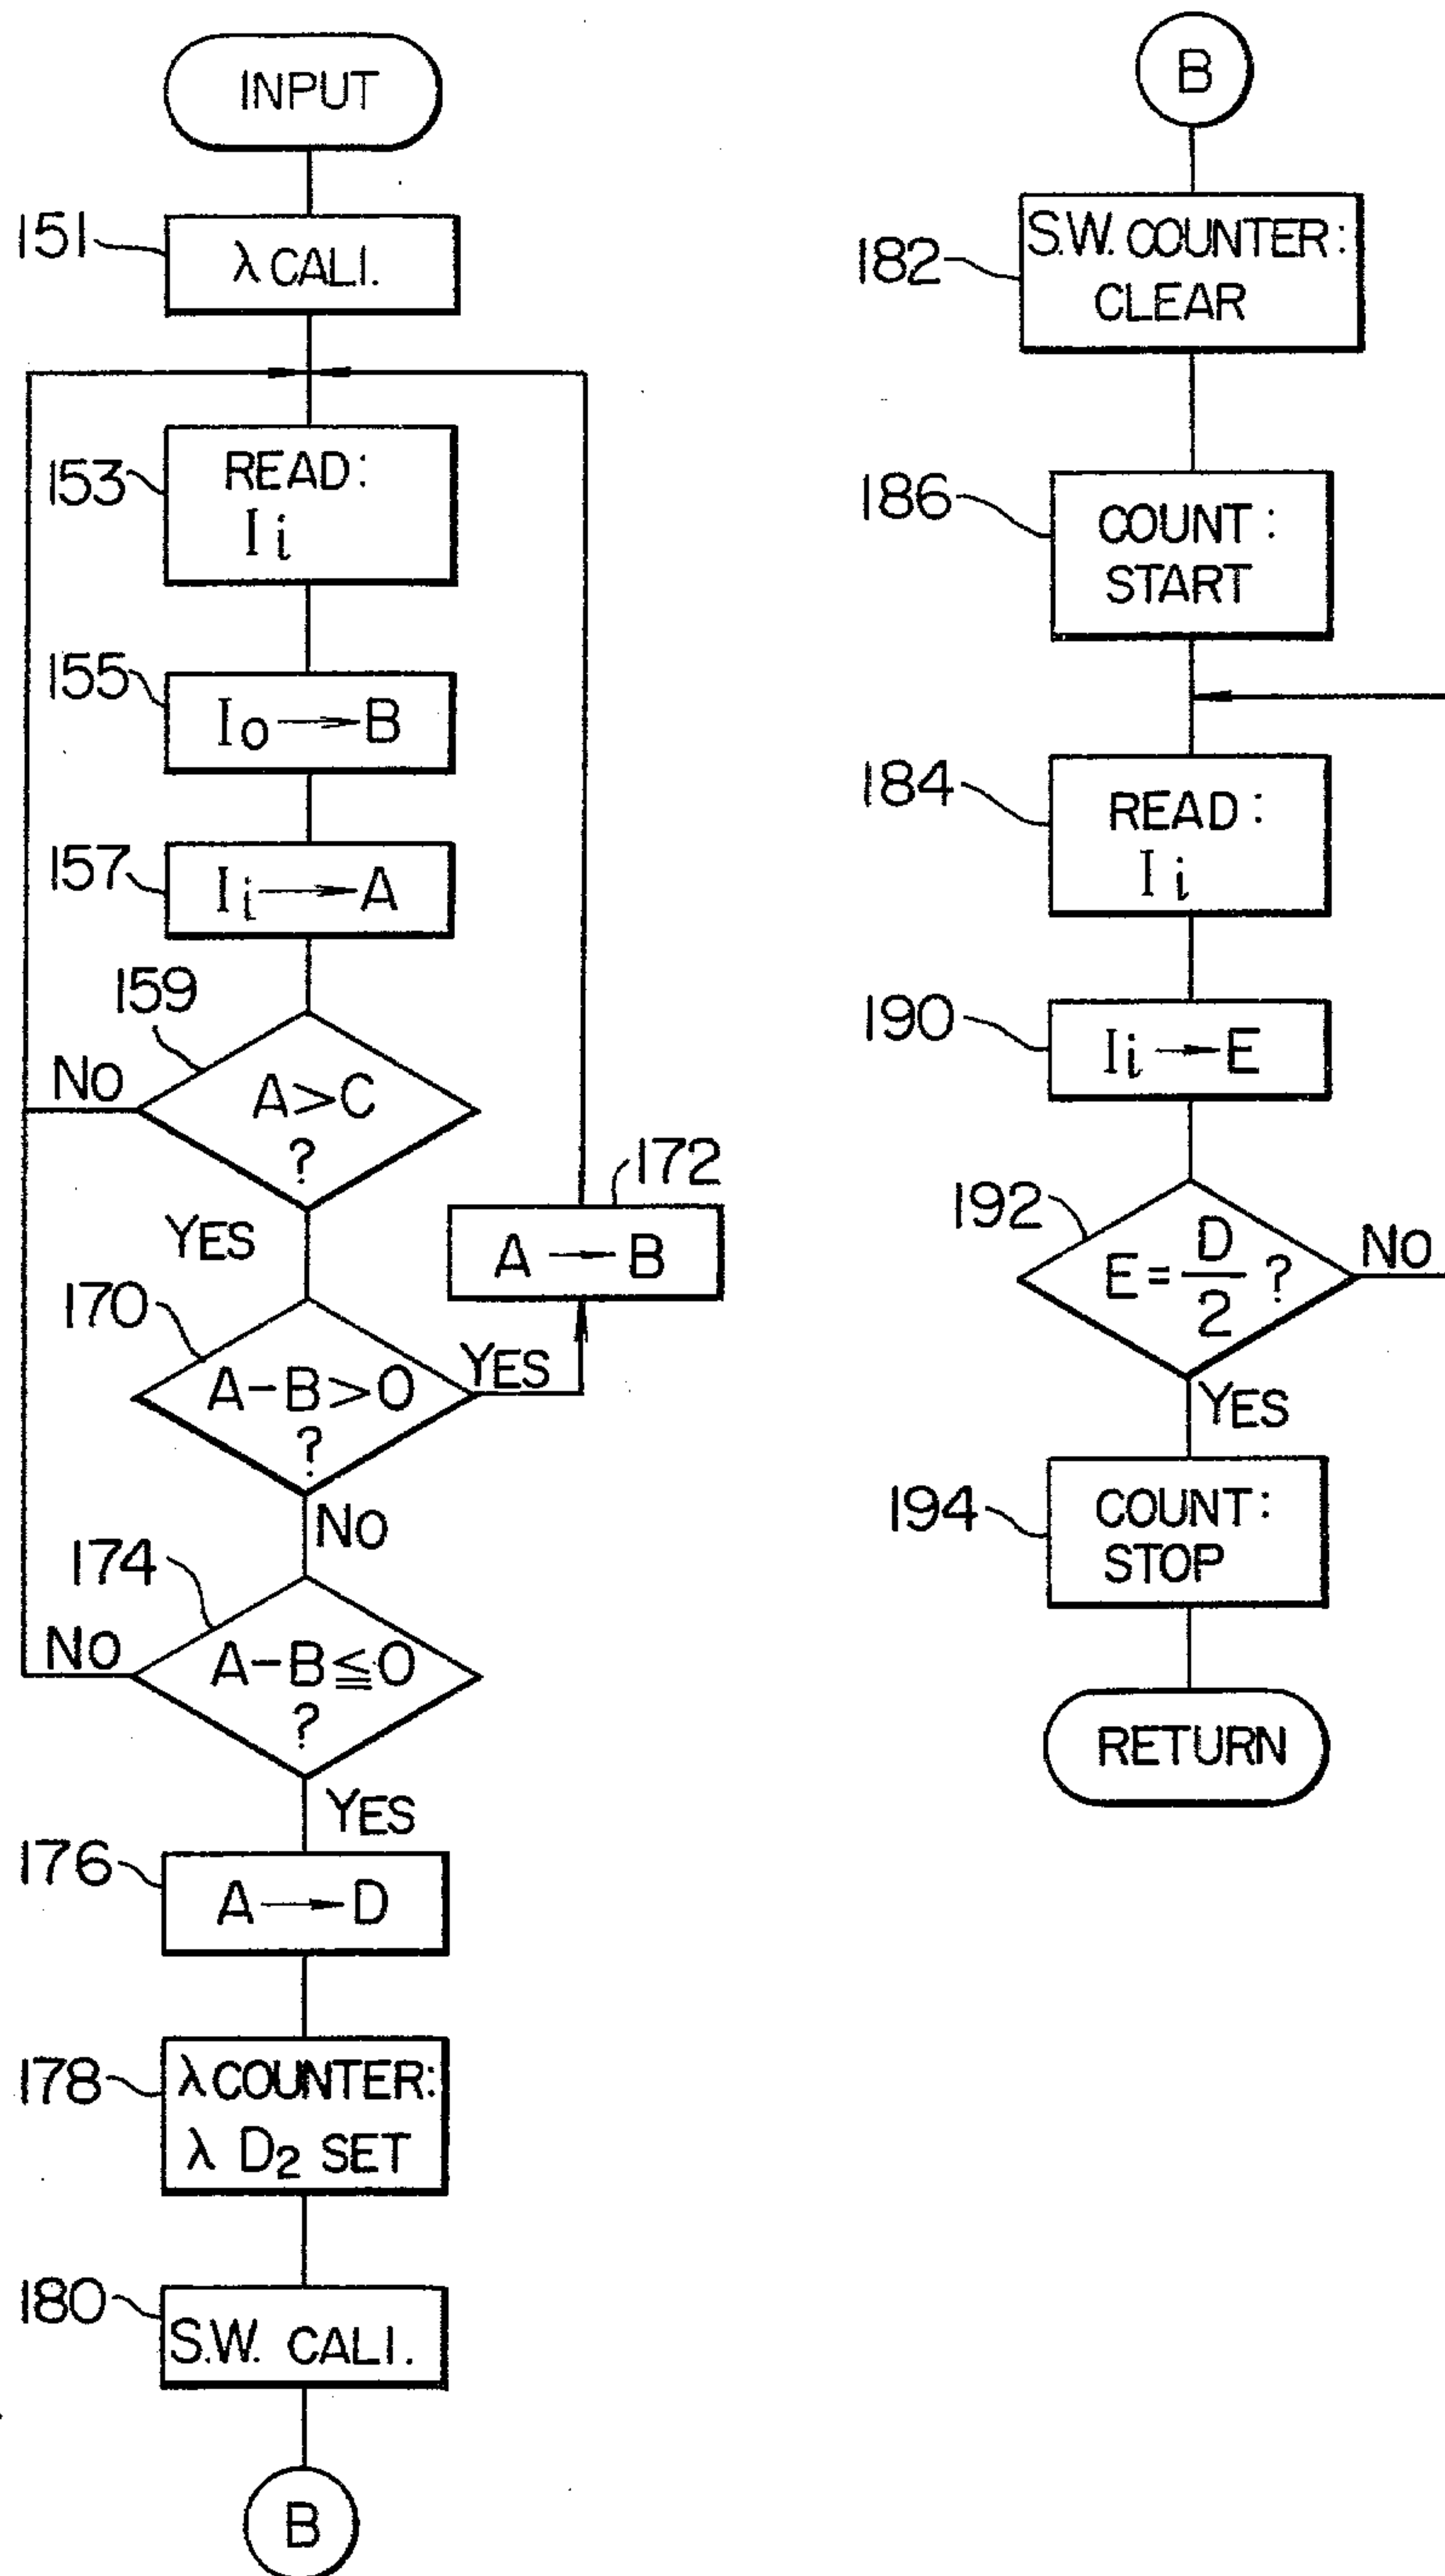 INPUT
151
λ CALI.
153
READ:
Ii
155
Io → B
157
Ii → A
159
A>C
?
NO
YES
172
A → B
170
A-B>0
?
YES
NO
174
A-B≦0
?
NO
YES
176
A → D
178
λ COUNTER:
λ D2 SET
180
S.W. CALI.
B
B
182
S.W. COUNTER:
CLEAR
186
COUNT:
START
184
READ:
Ii
190
Ii → E
192
E = D/2 ?
NO
YES
194
COUNT:
STOP
RETURN